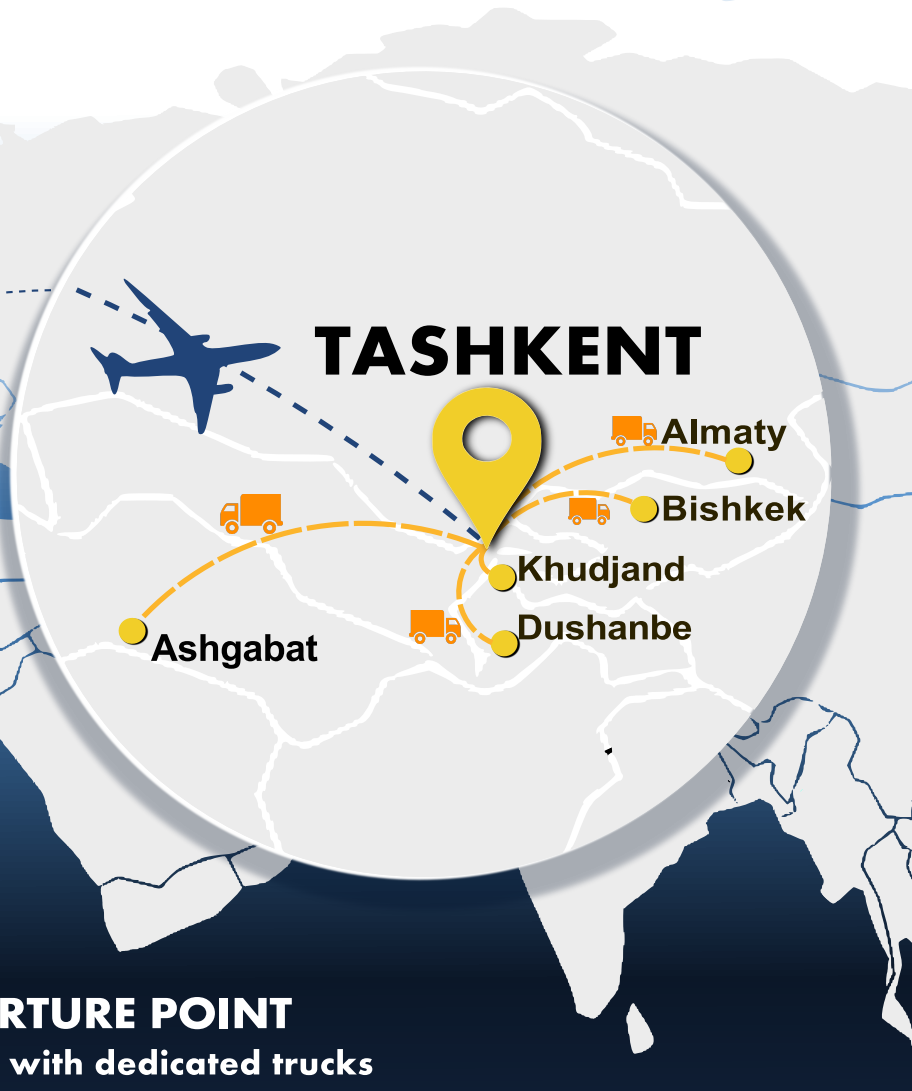 TASHKENT
Almaty
Bishkek
Khudjand
Dushanbe
Ashgabat
RTURE POINT
with dedicated trucks